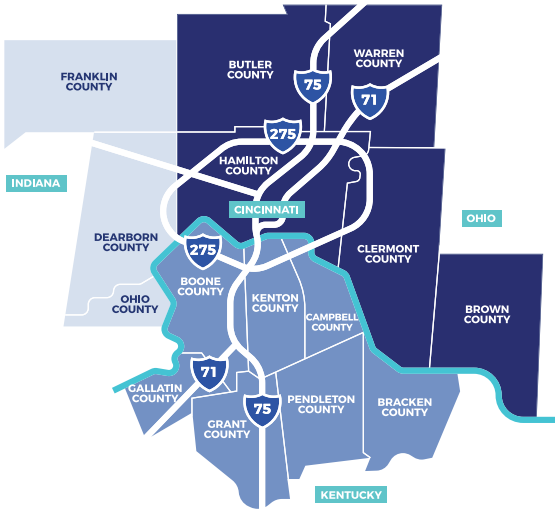 BUTLER
COUNTY
WARREN
COUNTY
FRANKLIN
COUNTY
75
71
275
HAMILTON
COUNTY
INDIANA
CINCINNATI
OHIO
DEARBORN
COUNTY
275
CLERMONT
COUNTY
BOONE
COUNTY
OHIO
COUNTY
KENTON
COUNTY
CAMPBELL
COUNTY
BROWN
COUNTY
71
GALLATIN
COUNTY
75
PENDLETON
COUNTY
BRACKEN
COUNTY
GRANT
COUNTY
KENTUCKY